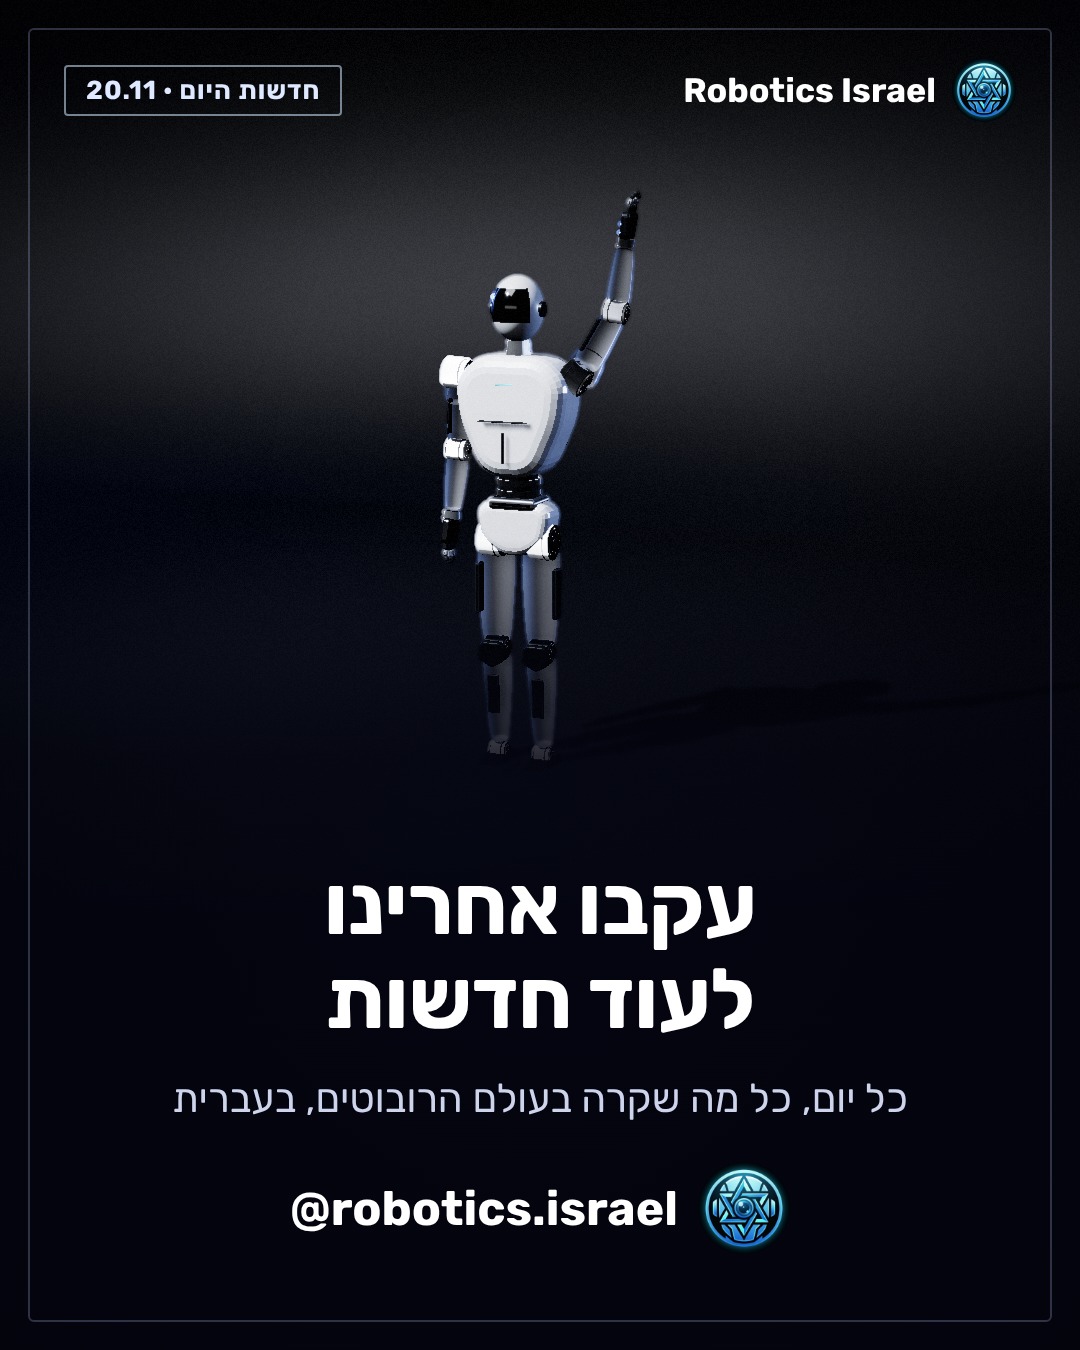 Robotics Israel
חדשות היום • 20.11
עקבו אחרינו
לעוד חדשות
כל יום, כל מה שקרה בעולם הרובוטים, בעברית
@robotics.israel